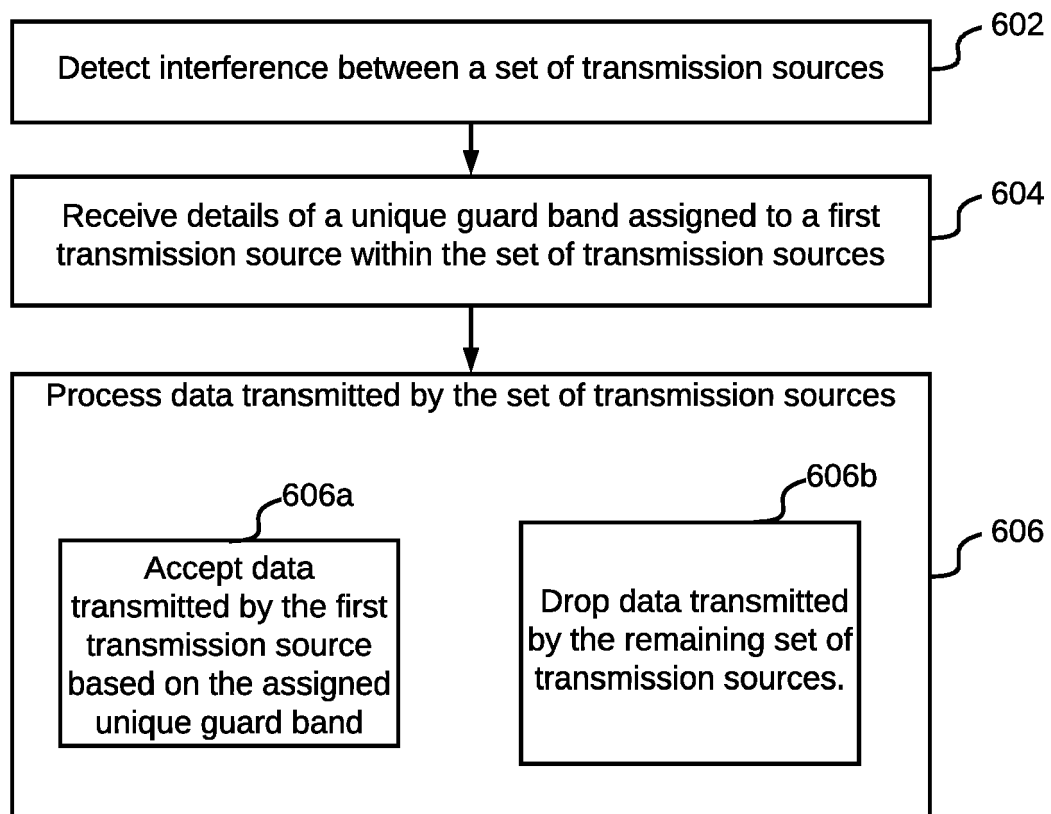 602
Detect interference between a set of transmission sources
604
Receive details of a unique guard band assigned to a first
transmission source within the set of transmission sources
Process data transmitted by the set of transmission sources
606a
606b
606
Accept data
transmitted by the first
transmission source
based on the assigned
unique guard band
Drop data transmitted
by the remaining set of
transmission sources.